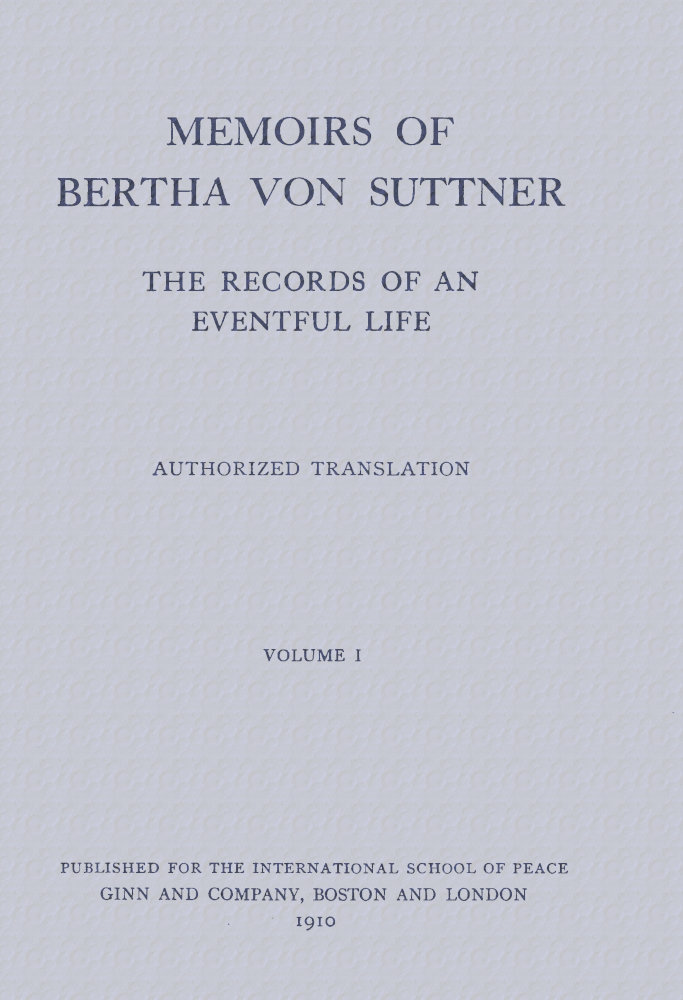 MEMOIRS OF
BERTHA VON SUTTNER
THE RECORDS OF AN
EVENTFUL LIFE
AUTHORIZED TRANSLATION
VOLUME I
PUBLISHED FOR THE INTERNATIONAL SCHOOL OF PEACE
GINN AND COMPANY, BOSTON AND LONDON
1910